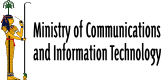 Ministry of Communications
and Information Technology